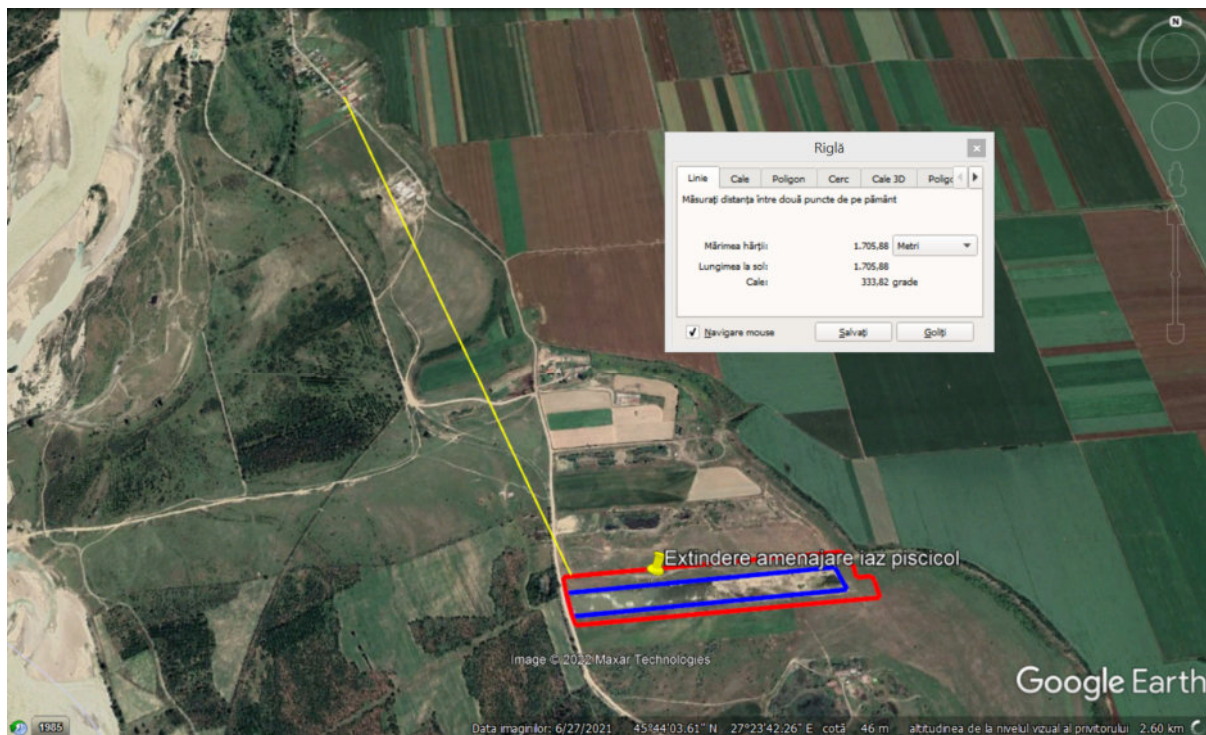 N
Riglă
Linie Cale Poligon Cerc Cale 3D Poligo
Măsurați distanța între două puncte de pe pământ
Mărimea hărții: 1.705,88 Metri
Lungimea la sol: 1.705,88
Cale: 333,82 grade
Navigare mouse Salvați Goliți
Extindere amenajare iaz piscicol
Image © 2022 Maxar Technologies
Google Earth
1985 Data imaginilor: 6/27/2021 45°44'03.61" N 27°23'42.26" E cotă 46 m altitudinea de la nivelul vizual al privitorului 2.60 km